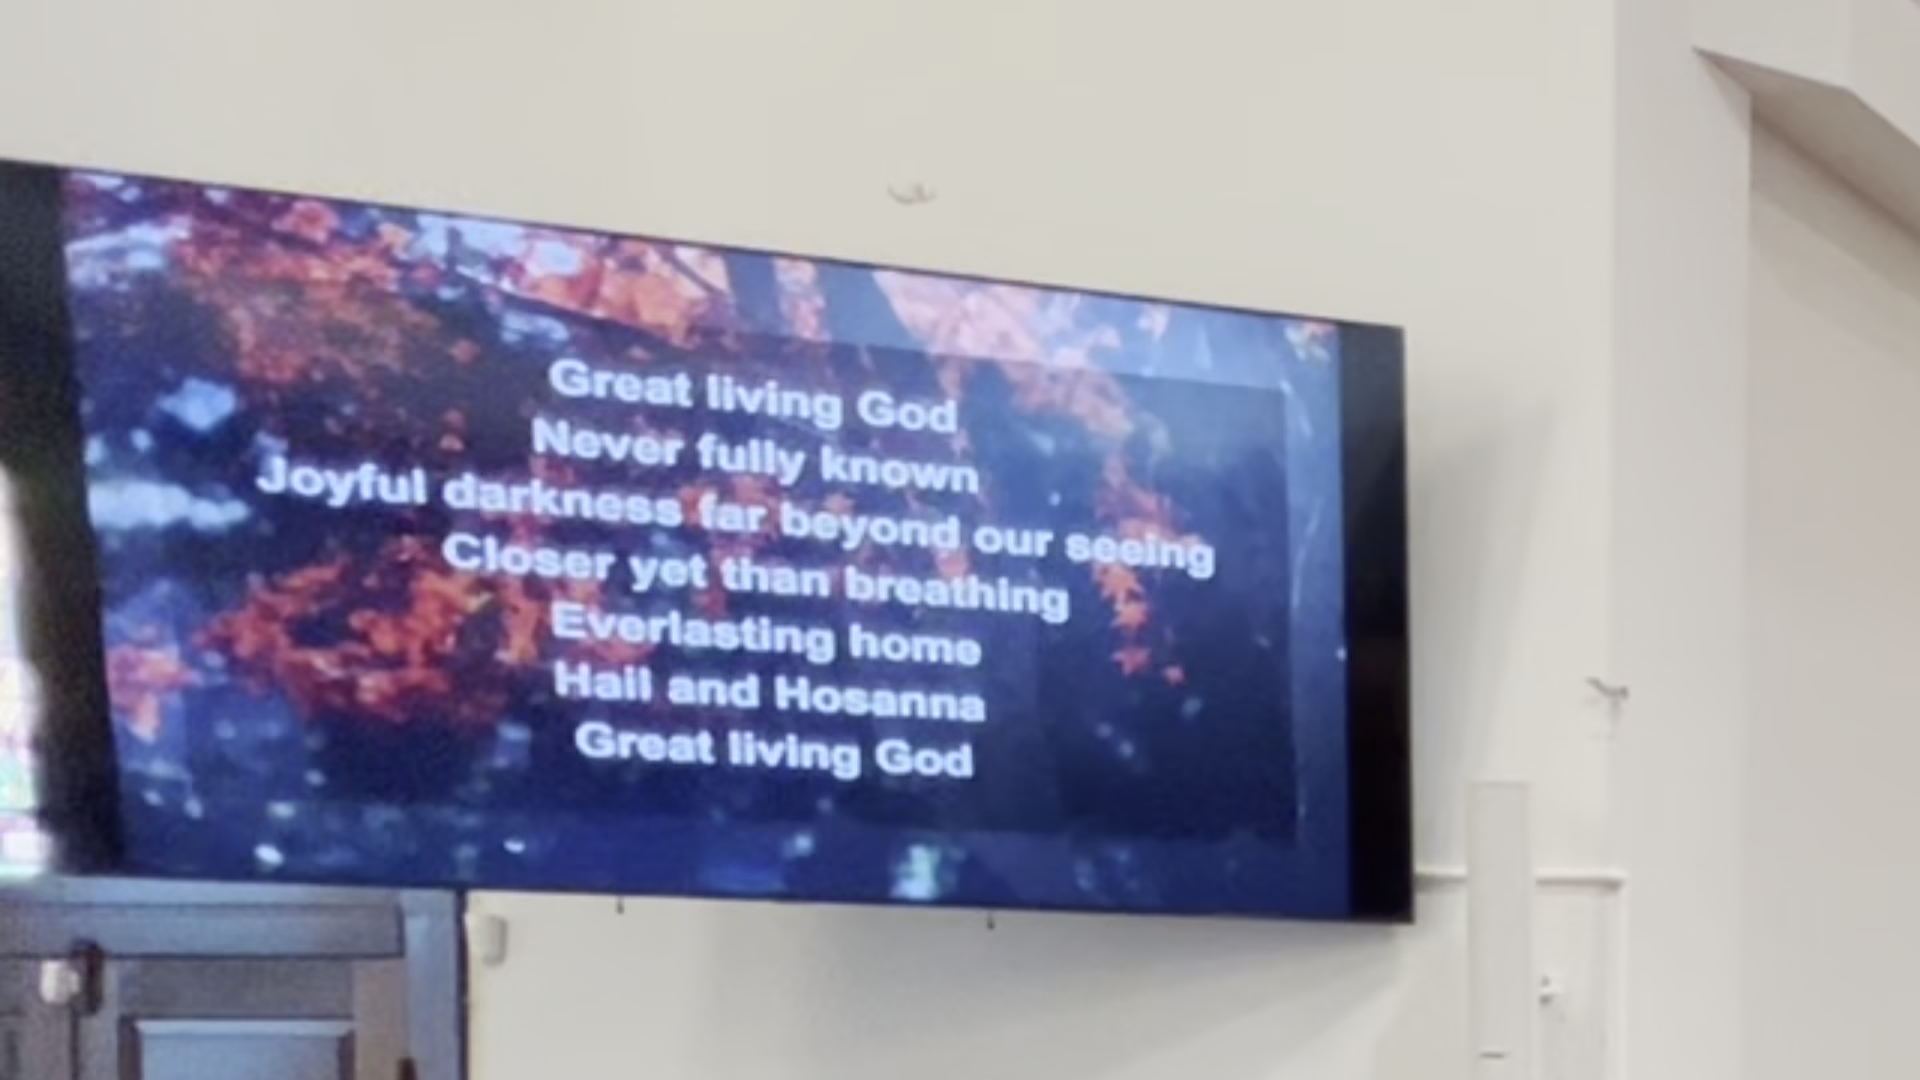 Great living God
Never fully known
Joyful darkness far beyond our seeing
Closer yet than breathing
Everlasting home
Hail and Hosanna
Great living God